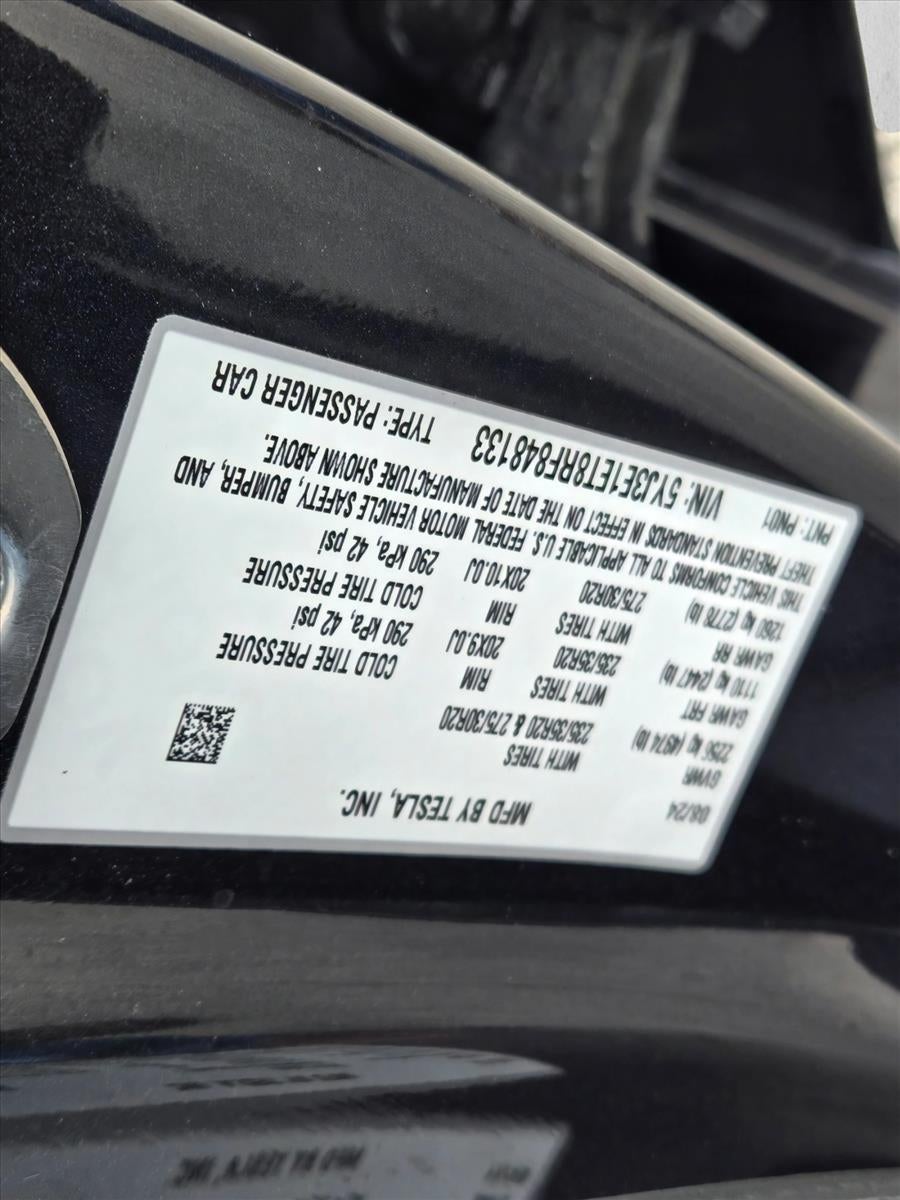 MFD BY TESLA, INC.
08/24
GVWR WITH TIRES
2256 kg (4974 lb) 235/35R20 & 275/30R20
GAWR FRT WITH TIRES RIM COLD TIRE PRESSURE
1110 kg (2447 lb) 235/35R20 20X9.0J 290 kPa, 42 psi
GAWR RR WITH TIRES RIM COLD TIRE PRESSURE
1260 kg (2778 lb) 275/30R20 20X10.0J 290 kPa, 42 psi
THIS VEHICLE CONFORMS TO ALL APPLICABLE U.S. FEDERAL MOTOR VEHICLE SAFETY, BUMPER, AND
THEFT PREVENTION STANDARDS IN EFFECT ON THE DATE OF MANUFACTURE SHOWN ABOVE.
VIN: 5YJ3E1ET8RF848133 TYPE: PASSENGER CAR
PNT: PN01